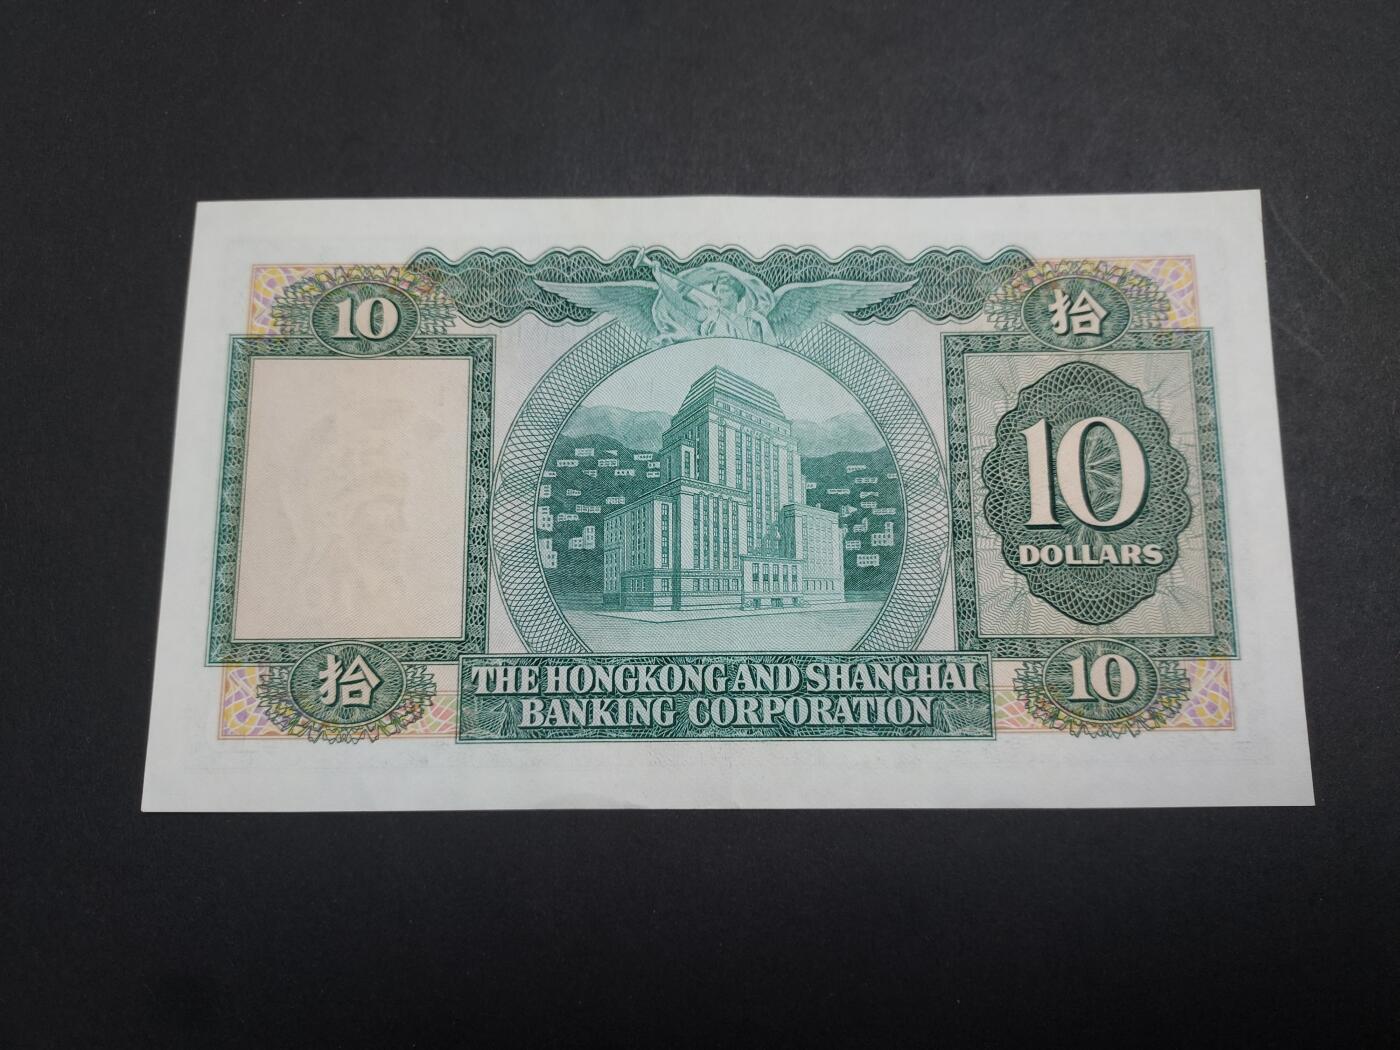 10
拾
10
DOLLARS
拾
10
THE HONGKONG AND SHANGHAI
BANKING CORPORATION